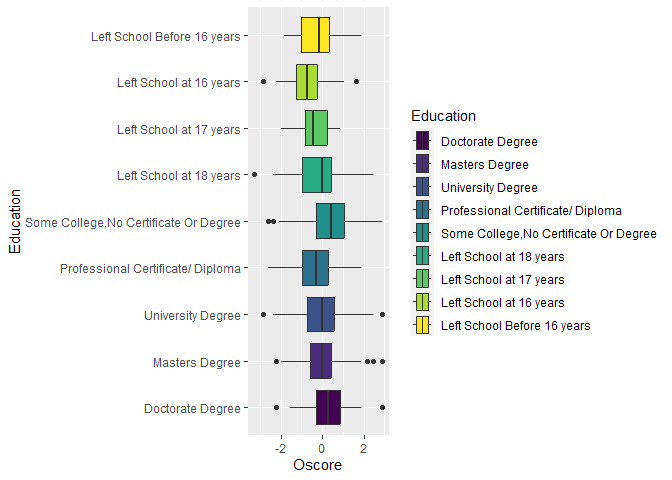 Left School Before 16 years
Left School at 16 years
Left School at 17 years
Left School at 18 years
Some College,No Certificate Or Degree
Professional Certificate/ Diploma
University Degree
Masters Degree
Doctorate Degree
Education
-2 0 2
Oscore
Education
Doctorate Degree
Masters Degree
University Degree
Professional Certificate/ Diploma
Some College,No Certificate Or Degree
Left School at 18 years
Left School at 17 years
Left School at 16 years
Left School Before 16 years